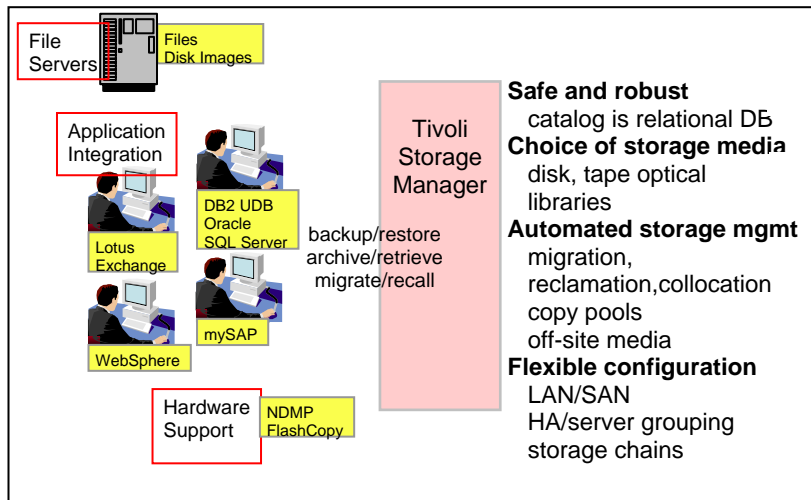 File
Servers
Files
Disk Images
Application
Integration
DB2 UDB
Oracle
SQL Server
Lotus
Exchange
mySAP
WebSphere
Hardware
Support
NDMP
FlashCopy
backup/restore
archive/retrieve
migrate/recall
Tivoli
Storage
Manager
Safe and robust
catalog is relational DB
Choice of storage media
disk, tape optical
libraries
Automated storage mgmt
migration,
reclamation,collocation
copy pools
off-site media
Flexible configuration
LAN/SAN
HA/server grouping
storage chains